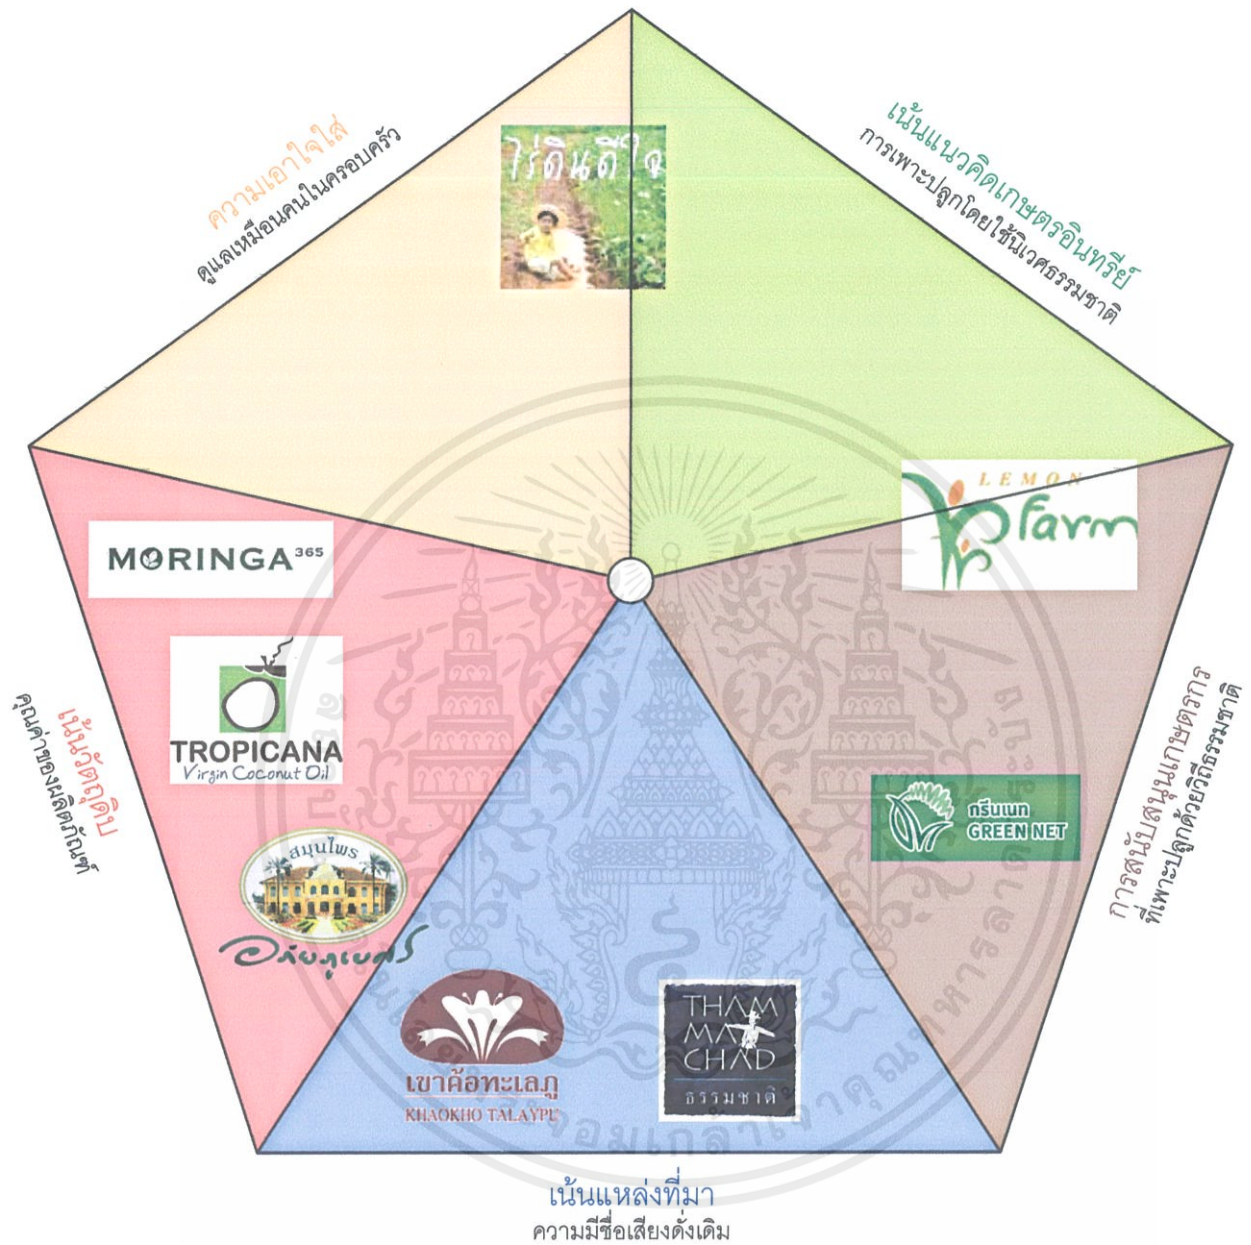 ความเอาใจใส่
ดูแลเหมือนคนในครอบครัว
เน้นแนวคิดเกษตรอินทรีย์
การเพาะปลูกโดยใช้นิเวศธรรมชาติ
ไร่ดินดีใจ
LEMON
farm
MORINGA 365
TROPICANA
Virgin Coconut Oil
เน้นวัตถุดิบ
คุณค่าของผลิตภัณฑ์
การสนับสนุนเกษตรกร
ที่เพาะปลูกด้วยวิถีธรรมชาติ
กรีนเนท
GREEN NET
สมุนไพร
อภัยภูเบศร
เขาค้อทะเลภู
KHAOKHO TALAYPU
THAM
MA
CHAD
ธรรมชาติ
เน้นแหล่งที่มา
ความมีชื่อเสียงดั่งเดิม